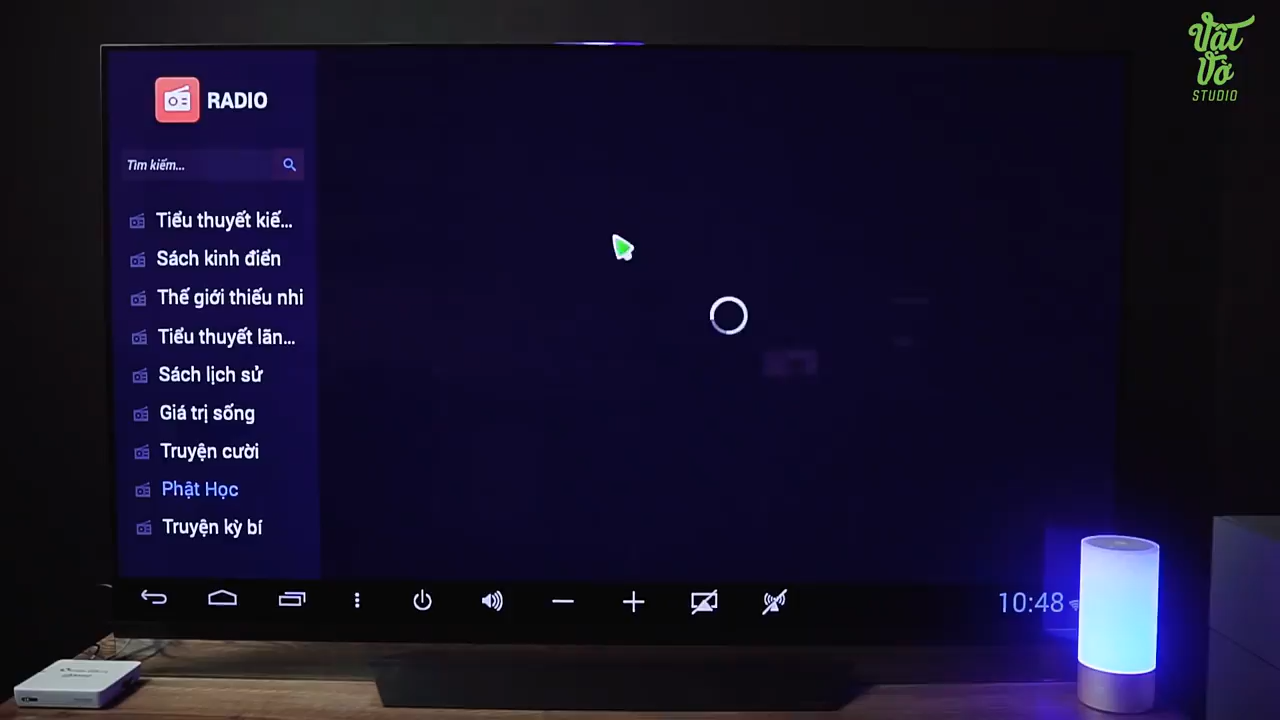 Vật
Vờ
STUDIO
RADIO
Tìm kiếm...
Tiểu thuyết kiế...
Sách kinh điển
Thế giới thiếu nhi
Tiểu thuyết lãn...
Sách lịch sử
Giá trị sống
Truyện cười
Phật Học
Truyện kỳ bí
10:48